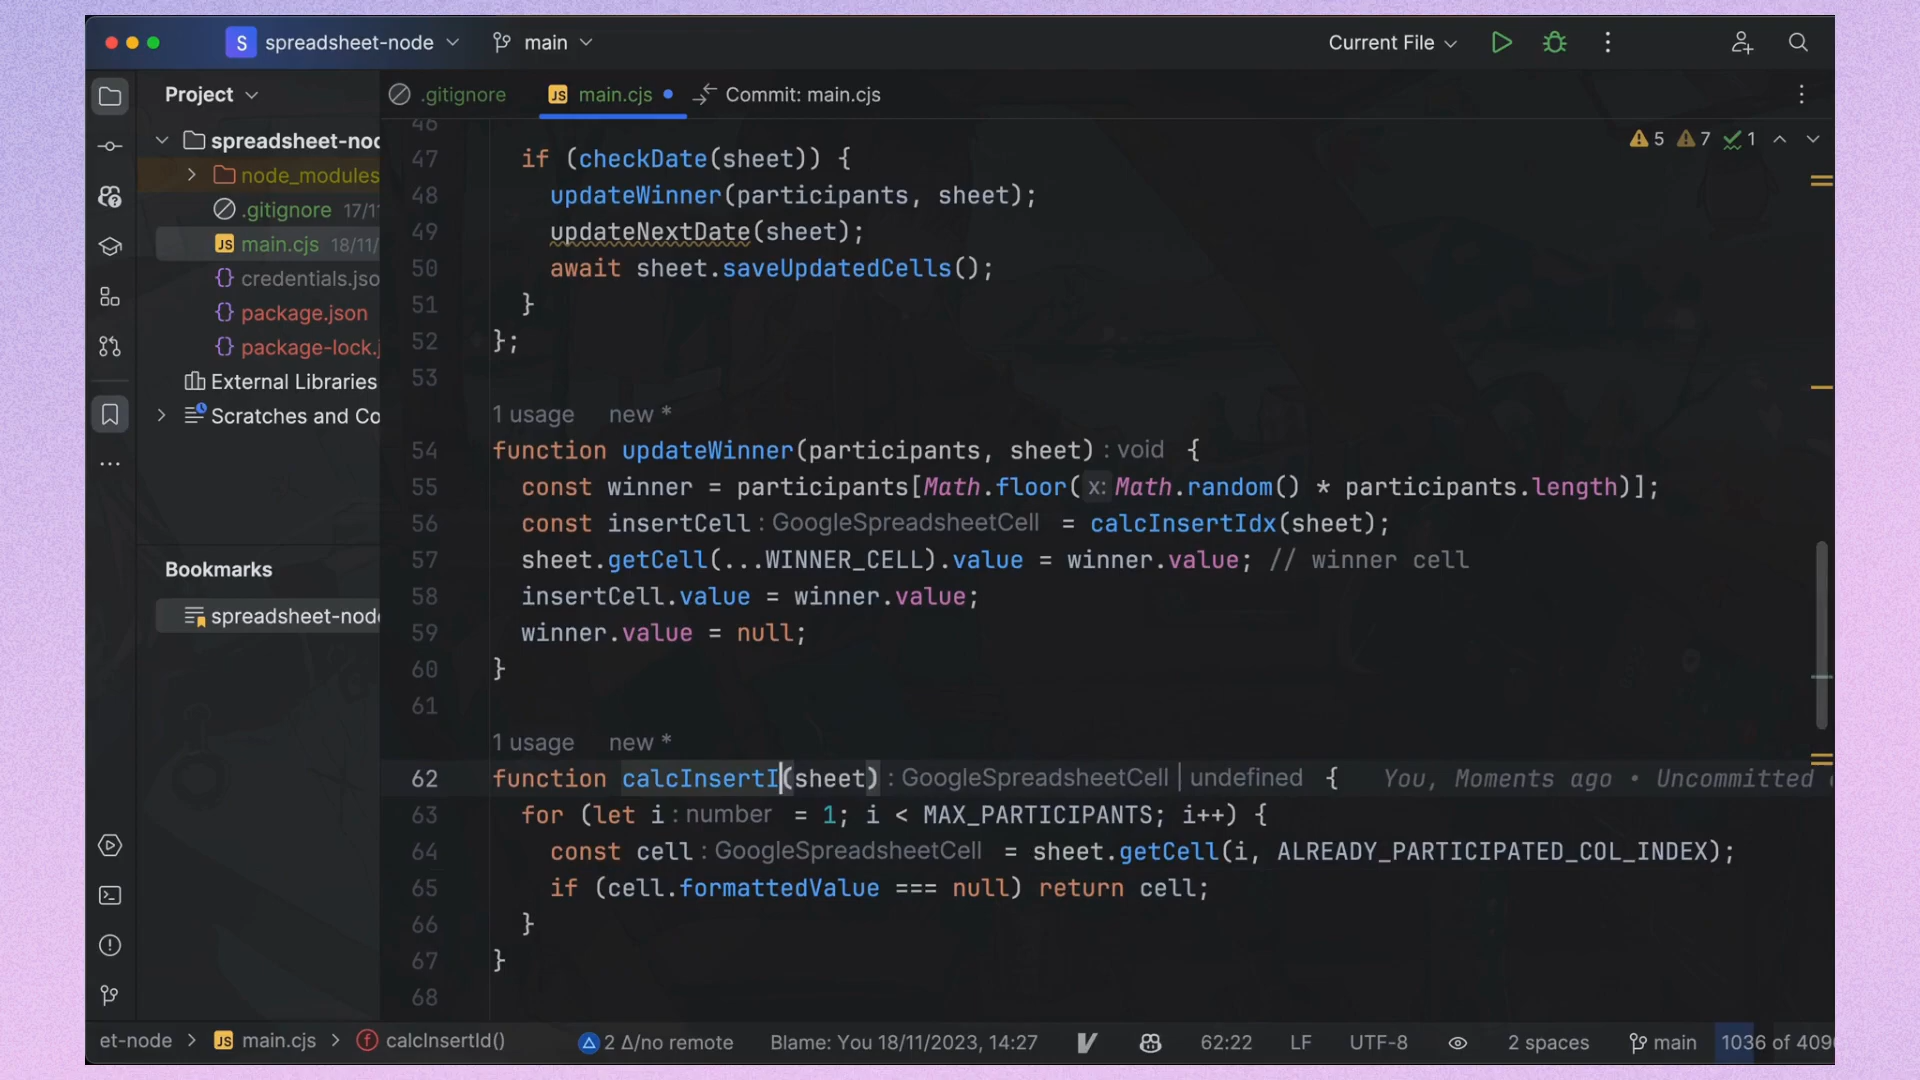 S spreadsheet-node main Current File
Project .gitignore JS main.cjs Commit: main.cjs
spreadsheet-nod
node_modules
.gitignore 17/1
JS main.cjs 18/11/
credentials.jso
package.json
package-lock.j
External Libraries
Scratches and Co
Bookmarks
spreadsheet-node
5 7 1
46
47 if (checkDate(sheet)) {
48 updateWinner(participants, sheet);
49 updateNextDate(sheet);
50 await sheet.saveUpdatedCells();
51 }
52 };
53
1 usage new *
54 function updateWinner(participants, sheet) : void {
55 const winner = participants[Math.floor( x: Math.random() * participants.length)];
56 const insertCell : GoogleSpreadsheetCell = calcInsertIdx(sheet);
57 sheet.getCell(...WINNER_CELL).value = winner.value; // winner cell
58 insertCell.value = winner.value;
59 winner.value = null;
60 }
61
1 usage new *
62 function calcInsertI(sheet) : GoogleSpreadsheetCell | undefined { You, Moments ago • Uncommitted
63 for (let i : number = 1; i < MAX_PARTICIPANTS; i++) {
64 const cell : GoogleSpreadsheetCell = sheet.getCell(i, ALREADY_PARTICIPATED_COL_INDEX);
65 if (cell.formattedValue === null) return cell;
66 }
67 }
68
et-node > JS main.cjs > f calcInsertId() 2 Δ/no remote Blame: You 18/11/2023, 14:27 62:22 LF UTF-8 2 spaces main 1036 of 409